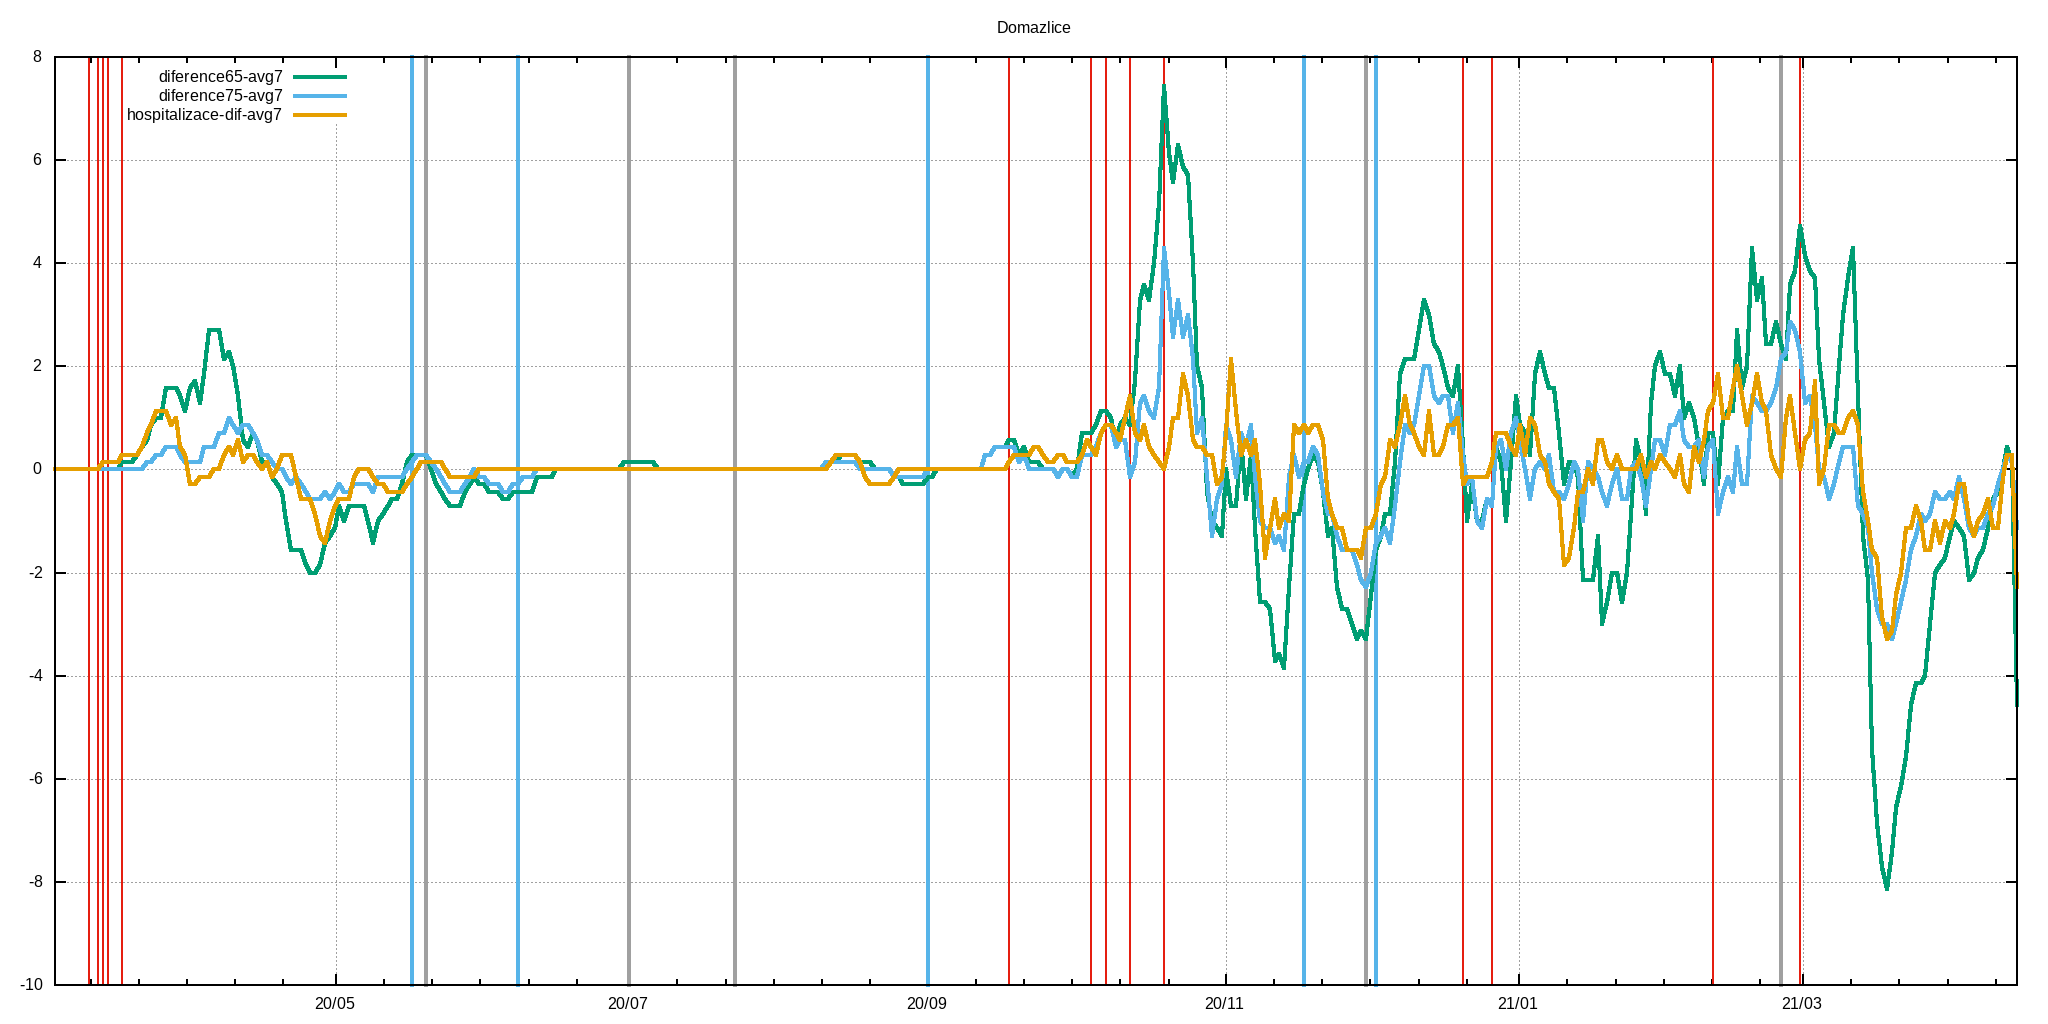 Domazlice
8
diference65-avg7
diference75-avg7
hospitalizace-dif-avg7
6
4
2
0
-2
-4
-6
-8
-10
20/05 20/07 20/09 20/11 21/01 21/03